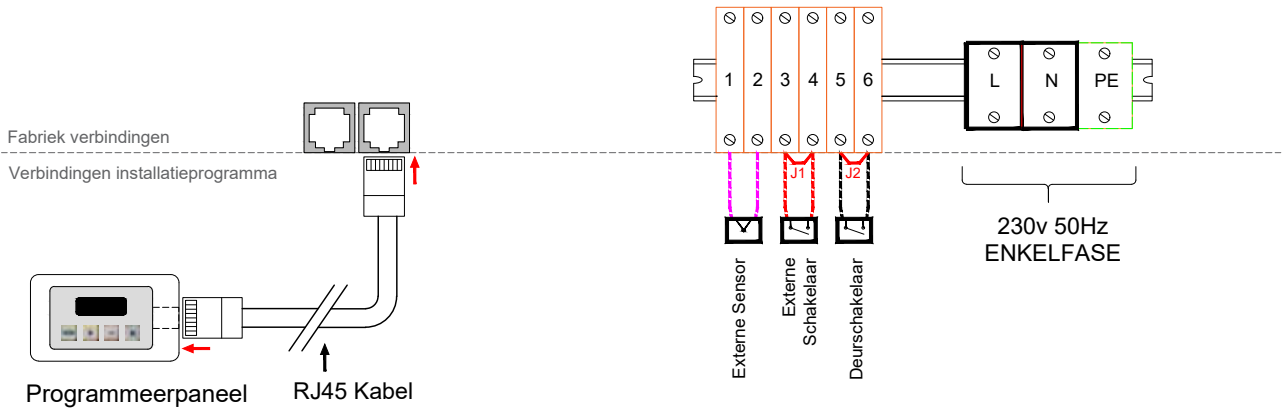 Fabriek verbindingen
Verbindingen installatieprogramma
Programmeerpaneel
RJ45 Kabel
1 2 3 4 5 6
L N PE
J1 J2
Externe Sensor
Externe
Schakelaar
Deurschakelaar
230v 50Hz
ENKELFASE